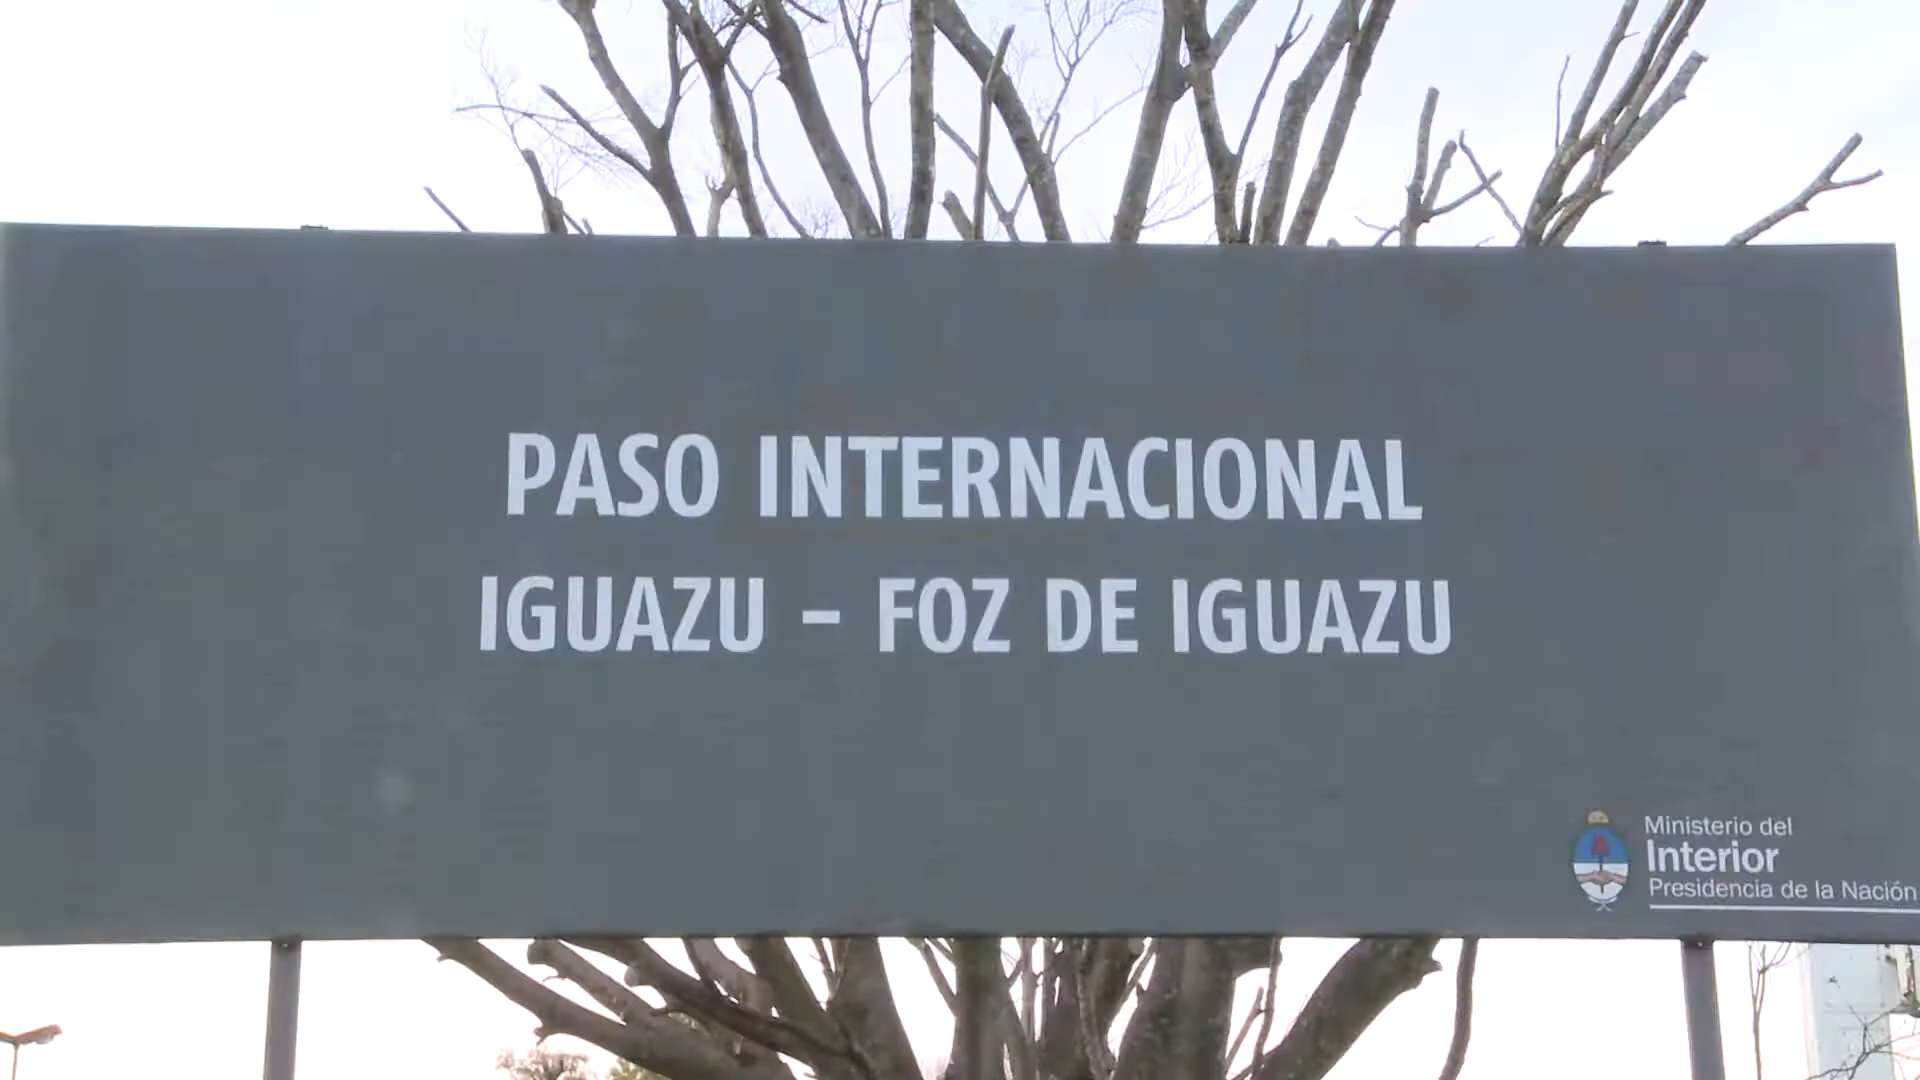 PASO INTERNACIONAL
IGUAZU - FOZ DE IGUAZU
Ministerio del
Interior
Presidencia de la Nación